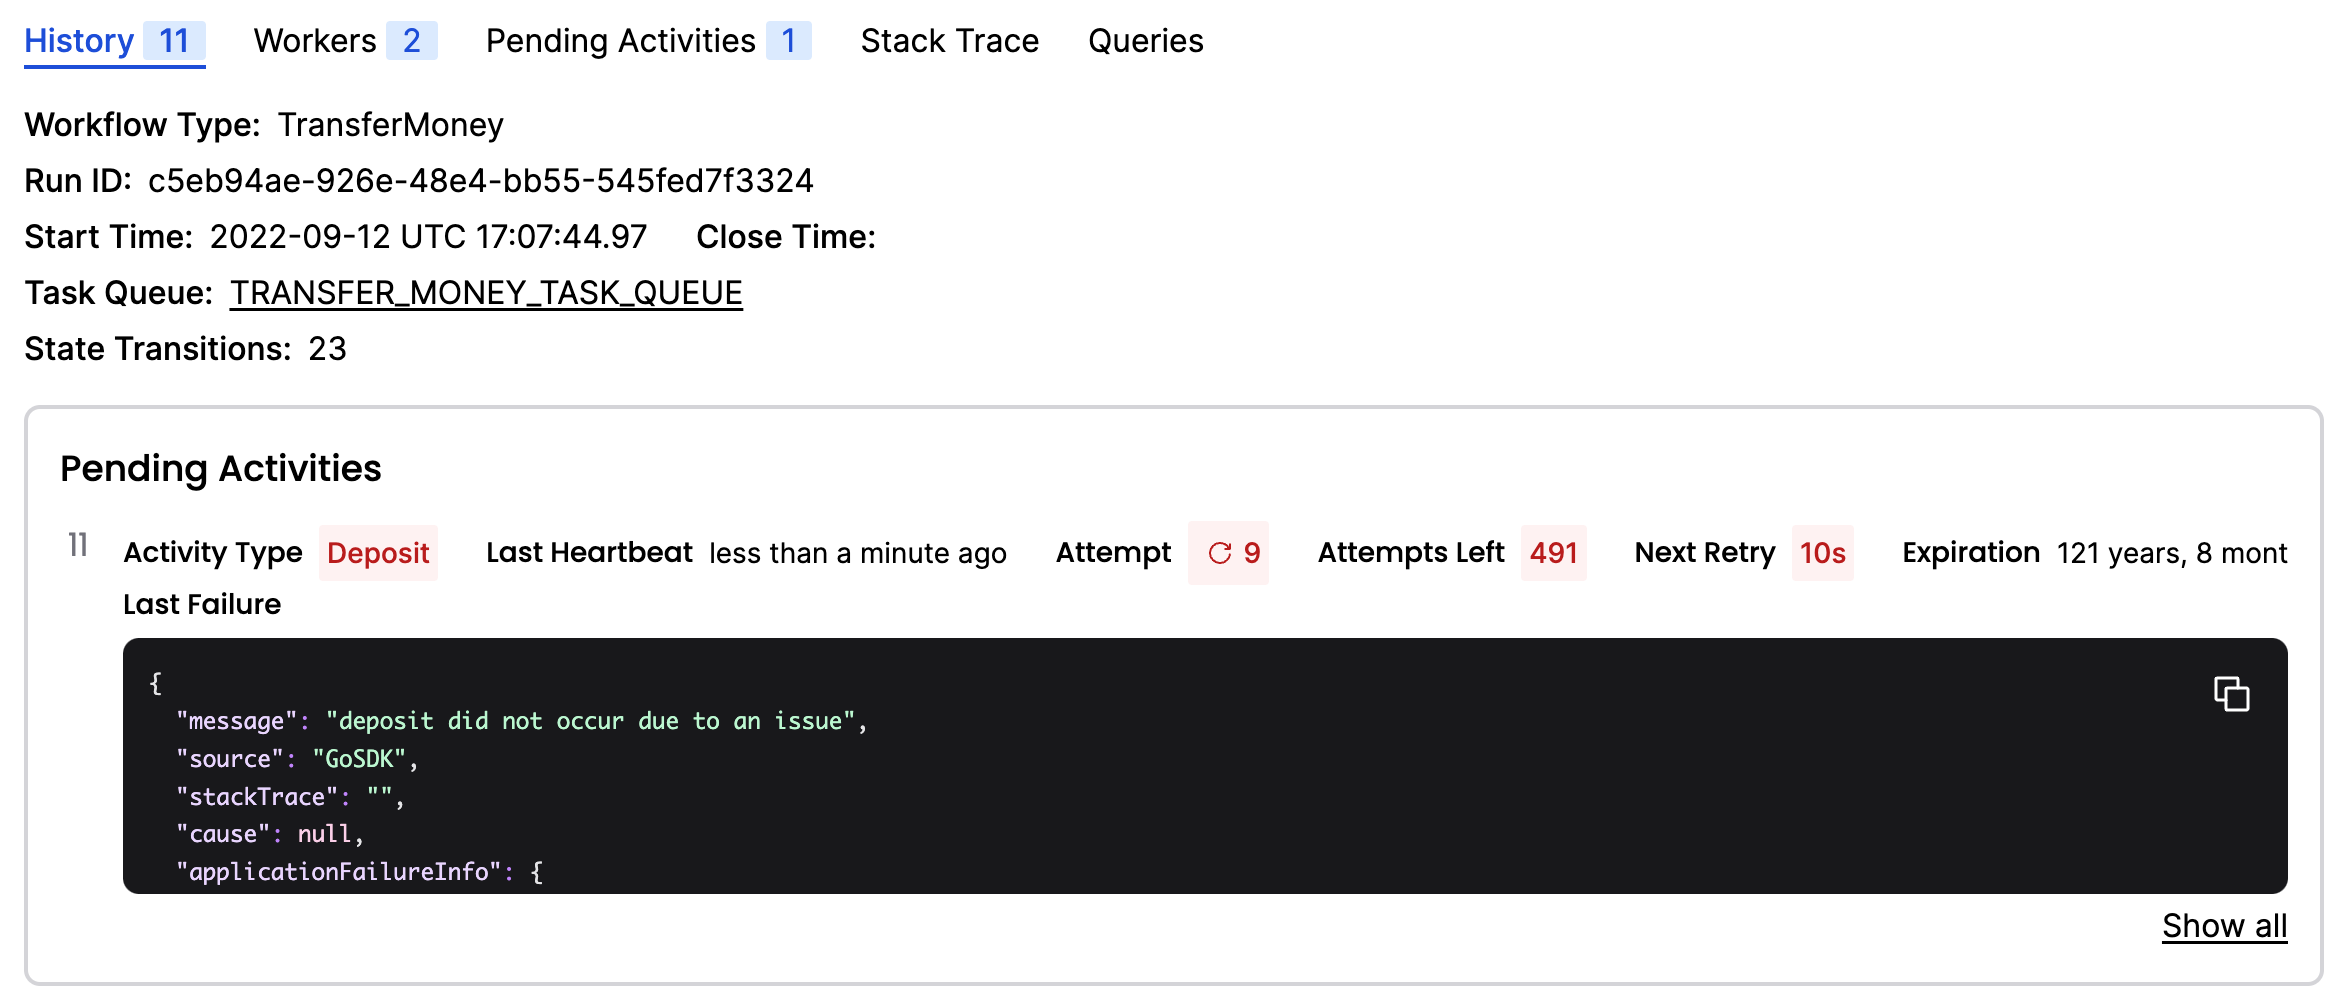 History 11 Workers 2 Pending Activities 1 Stack Trace Queries
Workflow Type: TransferMoney
Run ID: c5eb94ae-926e-48e4-bb55-545fed7f3324
Start Time: 2022-09-12 UTC 17:07:44.97 Close Time:
Task Queue: TRANSFER_MONEY_TASK_QUEUE
State Transitions: 23
Pending Activities
11 Activity Type Deposit Last Heartbeat less than a minute ago Attempt 9 Attempts Left 491 Next Retry 10s Expiration 121 years, 8 mont
Last Failure
{
"message": "deposit did not occur due to an issue",
"source": "GoSDK",
"stackTrace": "",
"cause": null,
"applicationFailureInfo": {
Show all